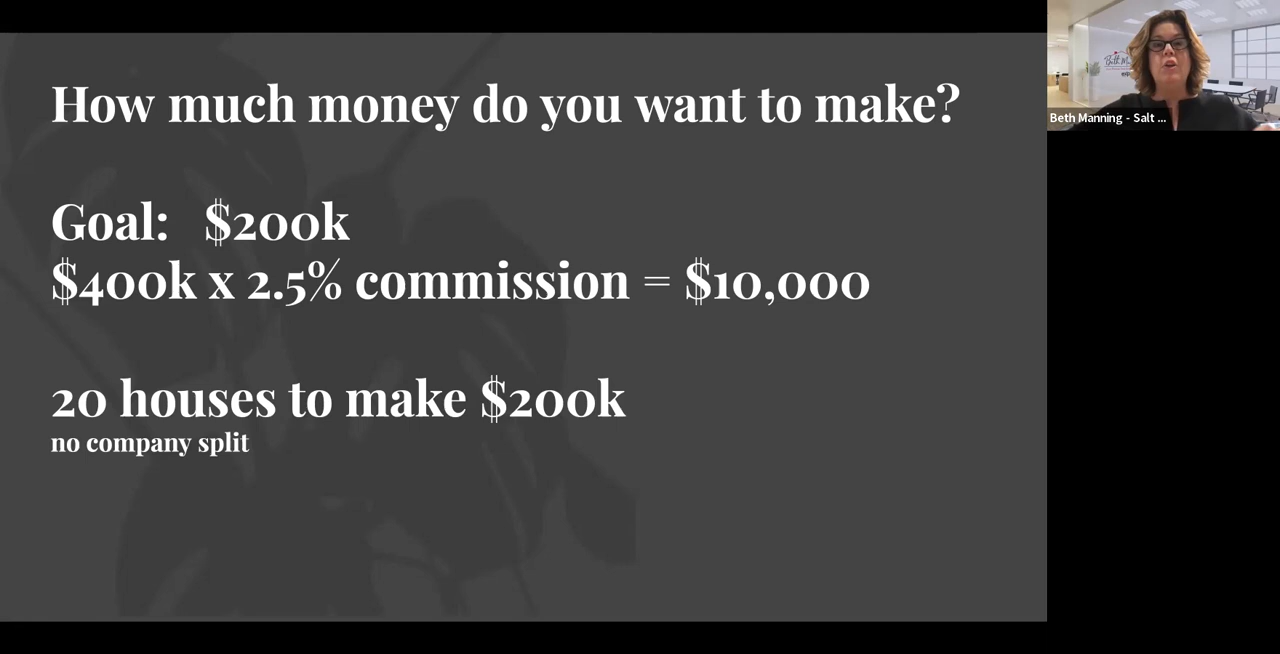 How much money do you want to make?
Goal: $200k
$400k x 2.5% commission = $10,000
20 houses to make $200k
no company split
Beth Manning - Salt ...